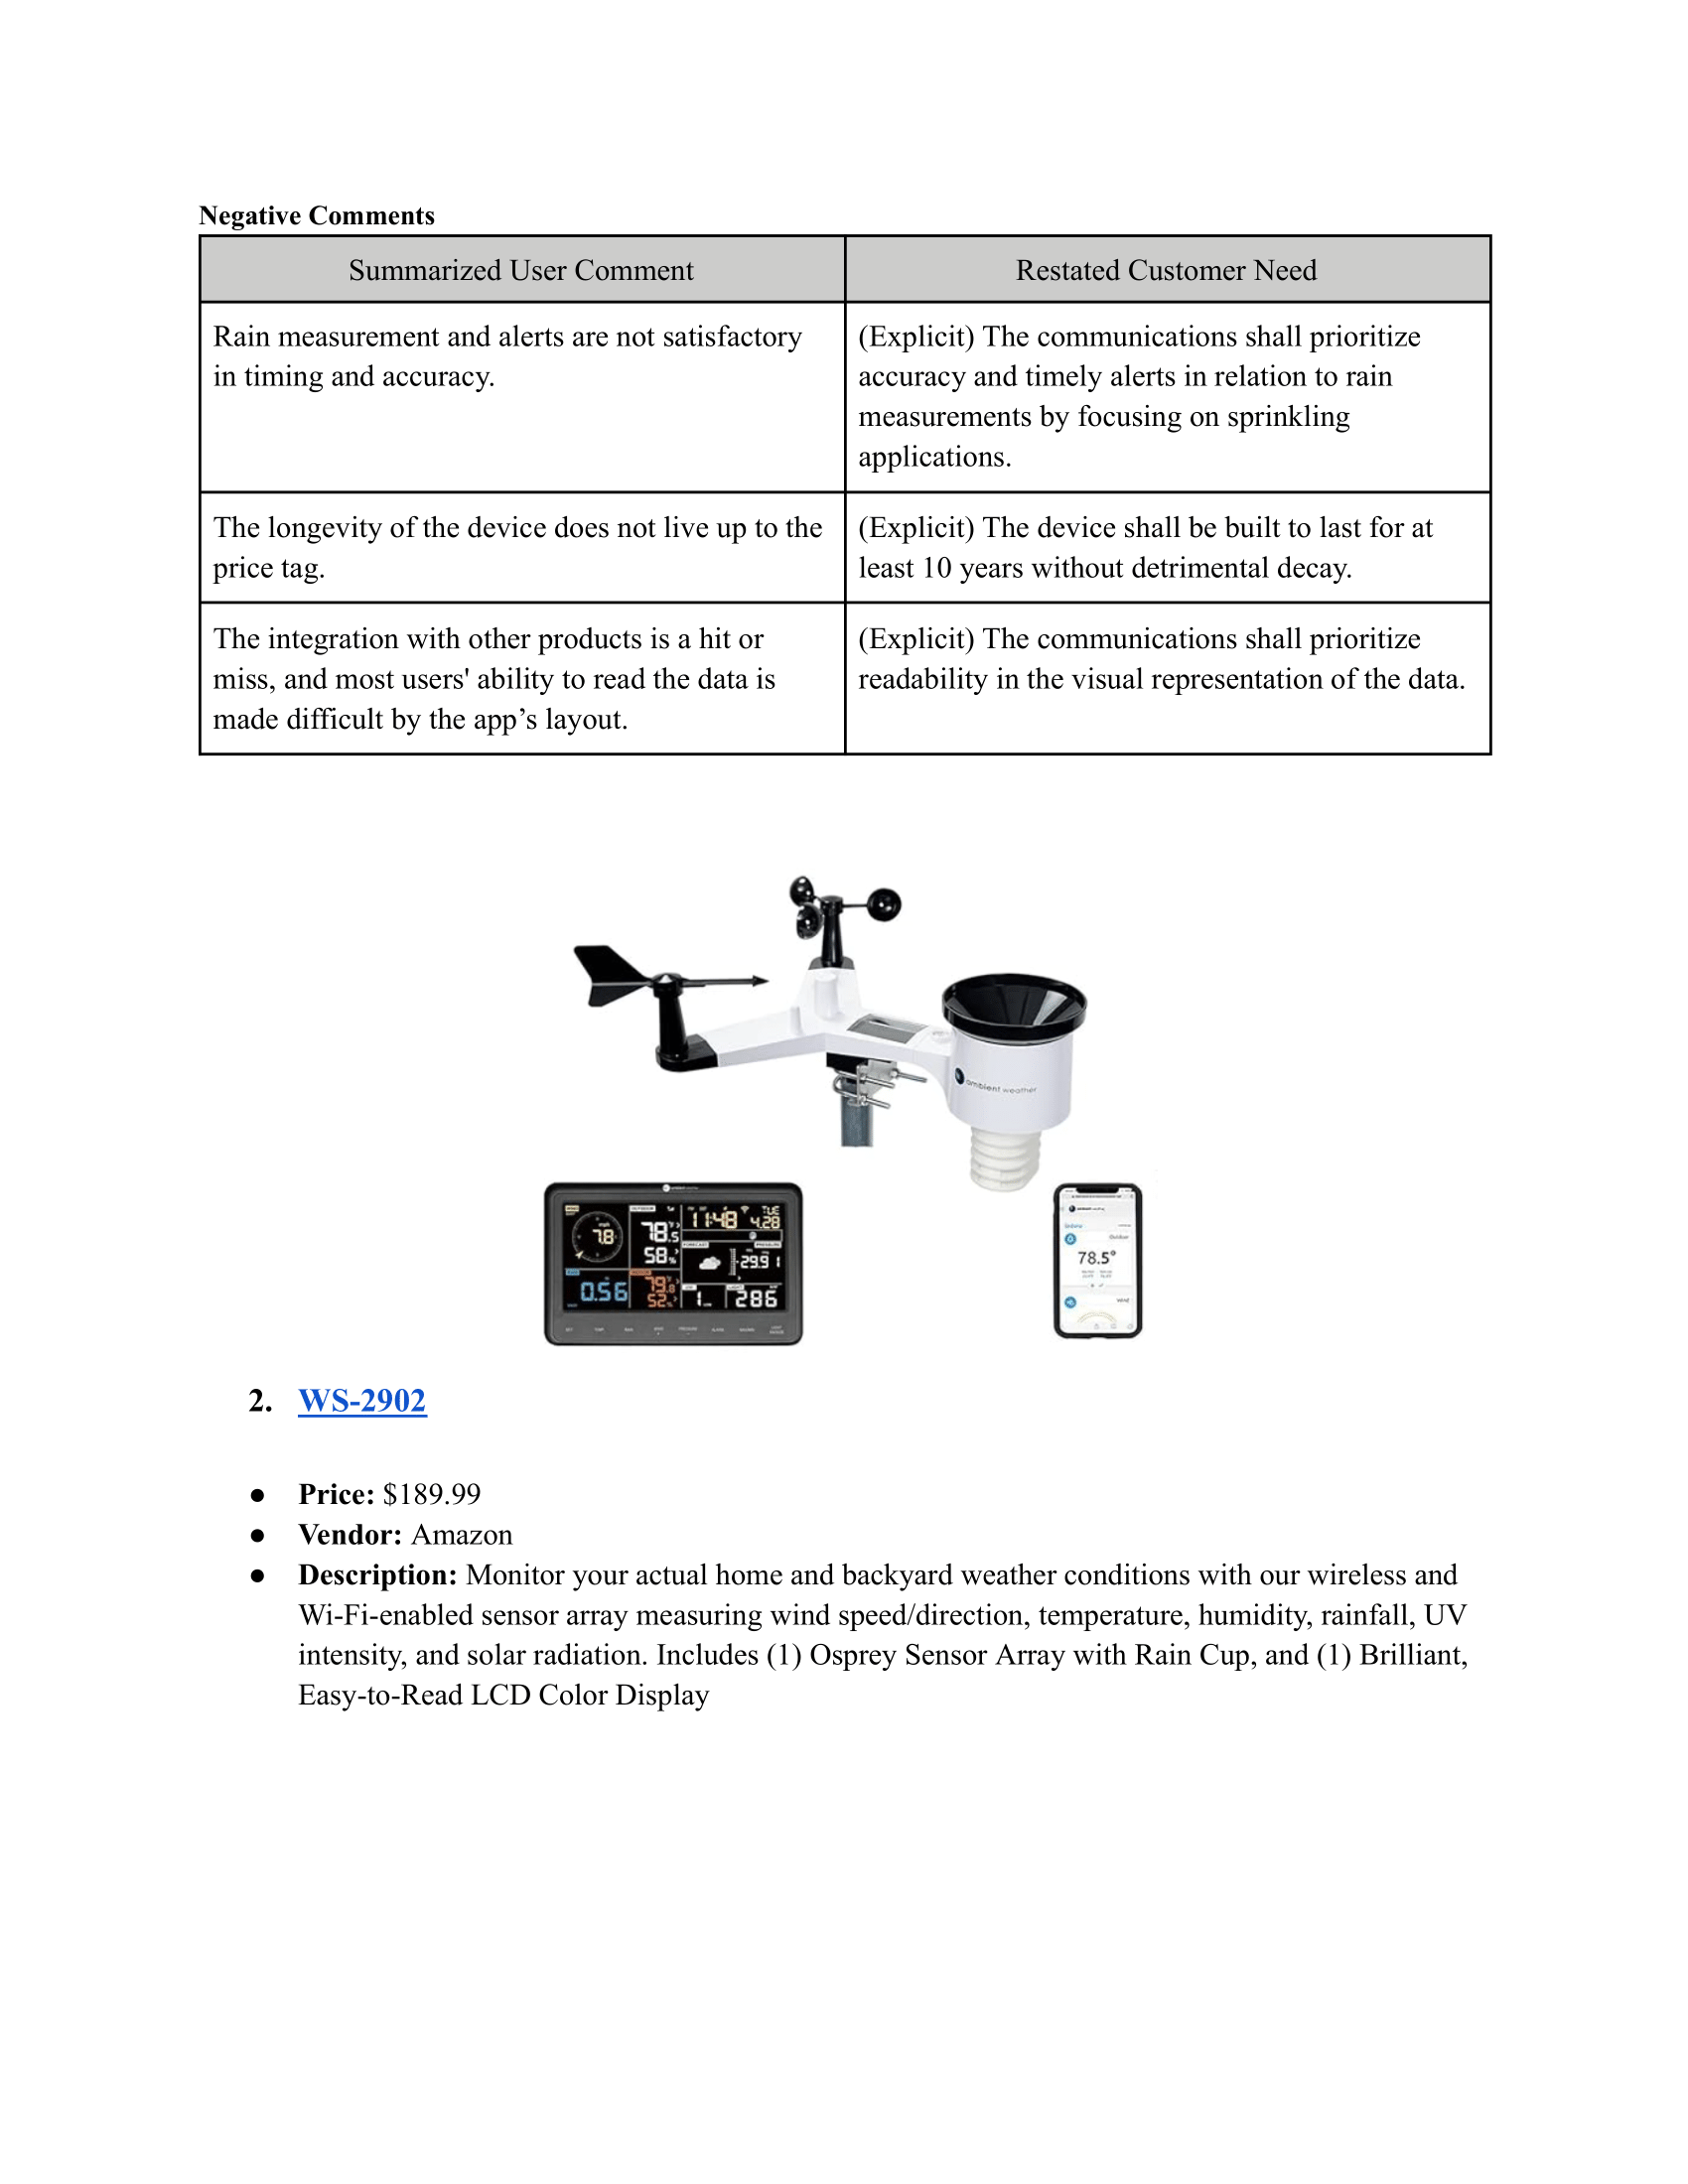 Negative Comments
Summarized User Comment
Restated Customer Need
Rain measurement and alerts are not satisfactory
in timing and accuracy.
(Explicit) The communications shall prioritize
accuracy and timely alerts in relation to rain
measurements by focusing on sprinkling
applications.
The longevity of the device does not live up to the
price tag.
(Explicit) The device shall be built to last for at
least 10 years without detrimental decay.
The integration with other products is a hit or
miss, and most users' ability to read the data is
made difficult by the app’s layout.
(Explicit) The communications shall prioritize
readability in the visual representation of the data.
ambient weather
mph
7.8
OUTDOOR
78.5
58%
11:48
TUE
4.28
FORECAST
PRESSURE
29.91
0.56
79.8
52%
1
286
Outdoor
78.5°
Wind
2. WS-2902
● Price: $189.99
● Vendor: Amazon
● Description: Monitor your actual home and backyard weather conditions with our wireless and
Wi-Fi-enabled sensor array measuring wind speed/direction, temperature, humidity, rainfall, UV
intensity, and solar radiation. Includes (1) Osprey Sensor Array with Rain Cup, and (1) Brilliant,
Easy-to-Read LCD Color Display